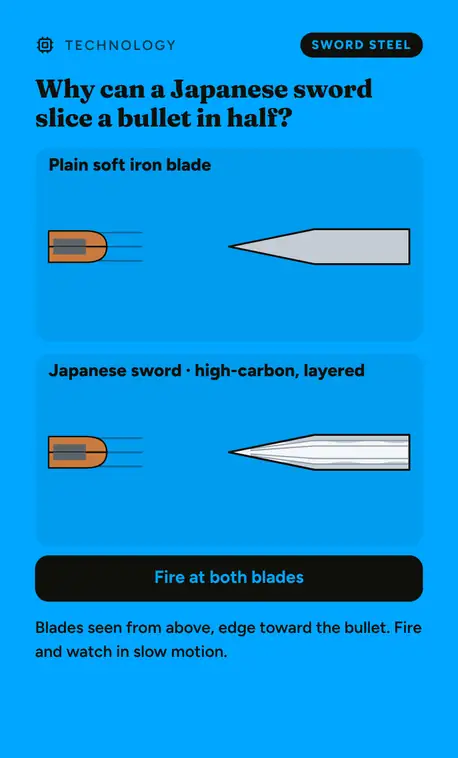 TECHNOLOGY
SWORD STEEL
Why can a Japanese sword
slice a bullet in half?
Plain soft iron blade
Japanese sword · high-carbon, layered
Fire at both blades
Blades seen from above, edge toward the bullet. Fire
and watch in slow motion.